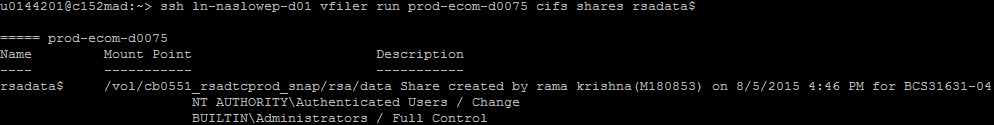 u0144201@c152mad:~> ssh ln-naslowep-d01 vfiler run prod-ecom-d0075 cifs shares rsadata$
===== prod-ecom-d0075
Name Mount Point Description
---- ----------- -----------
rsadata$ /vol/cb0551_rsadtcprod_snap/rsa/data Share created by rama krishna(M180853) on 8/5/2015 4:46 PM for BCS31631-04
NT AUTHORITY\Authenticated Users / Change
BUILTIN\Administrators / Full Control